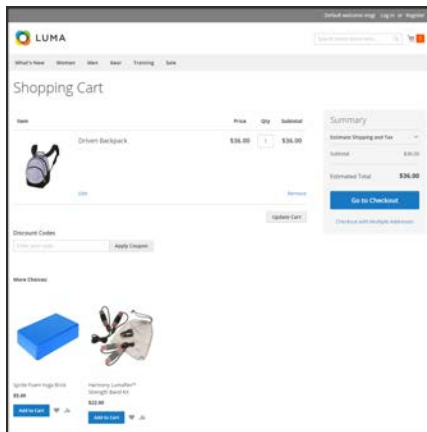 Default welcome msg! Log In or Register
LUMA
What's New Women Men Gear Training Sale
Shopping Cart
Item Price Qty Subtotal
Driven Backpack $36.00 1 $36.00
Edit Remove
Update Cart
Summary
Estimate Shipping and Tax
Subtotal $36.00
Estimated Total $36.00
Go to Checkout
Checkout with Multiple Addresses
Discount Codes
Apply Coupon
More Choices:
Sprite Foam Yoga Brick
Add to Cart
Harmony Lumaflex™
Strength Band Kit
$22.00
Add to Cart